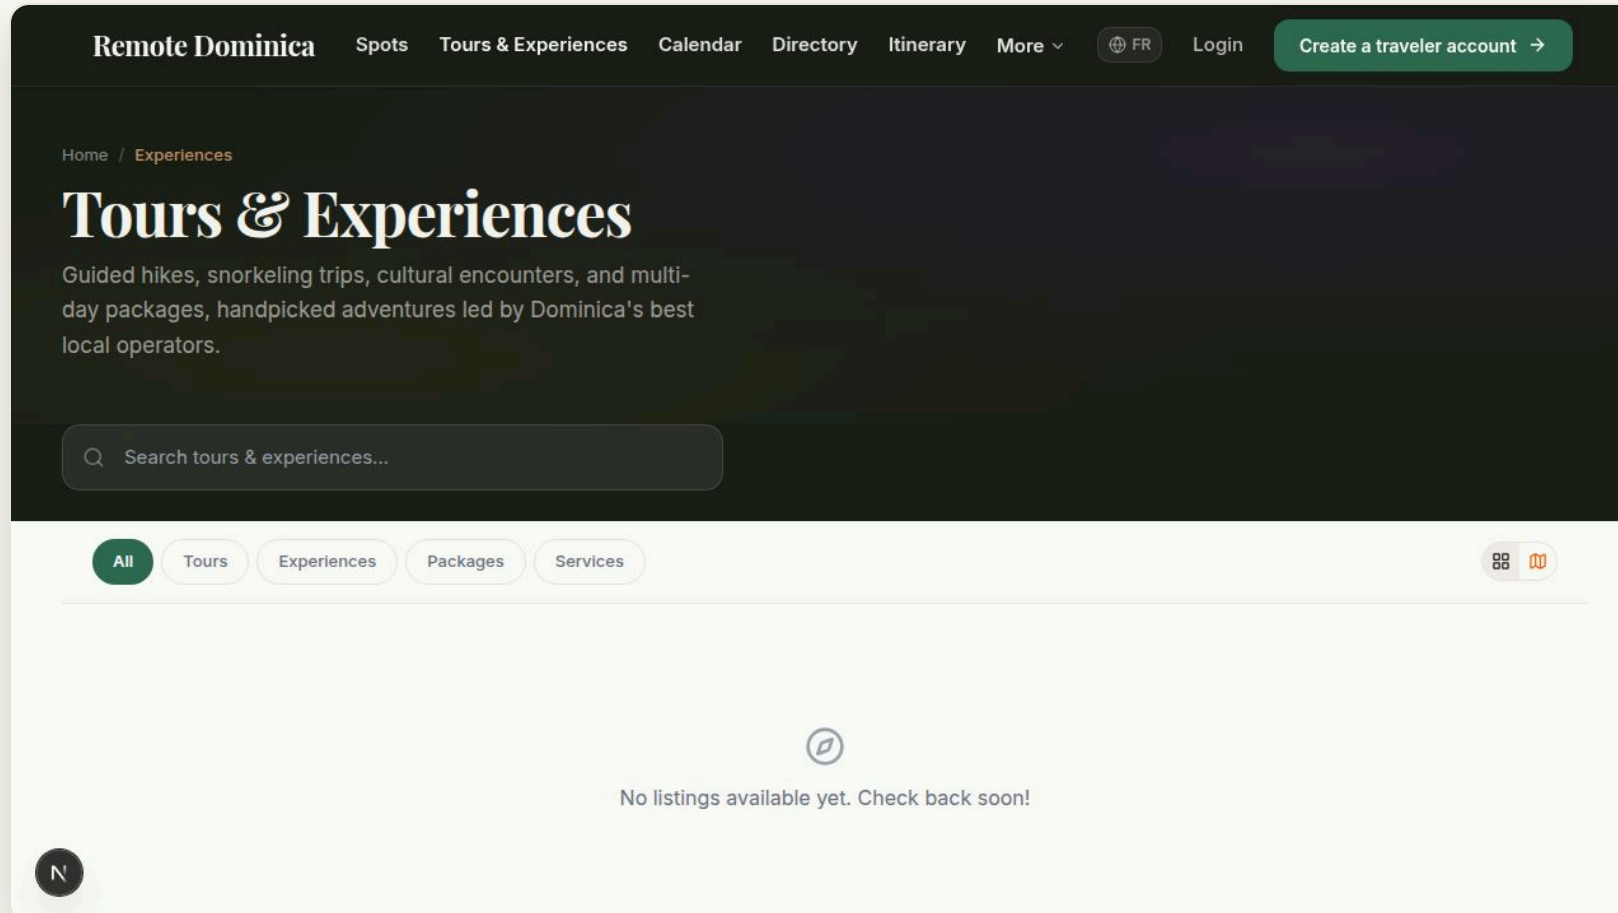 Remote Dominica
Spots
Tours & Experiences
Calendar
Directory
Itinerary
More
FR
Login
Create a traveler account
Home / Experiences
Tours & Experiences
Guided hikes, snorkeling trips, cultural encounters, and multi-
day packages, handpicked adventures led by Dominica's best
local operators.
Search tours & experiences...
All
Tours
Experiences
Packages
Services
No listings available yet. Check back soon!
N